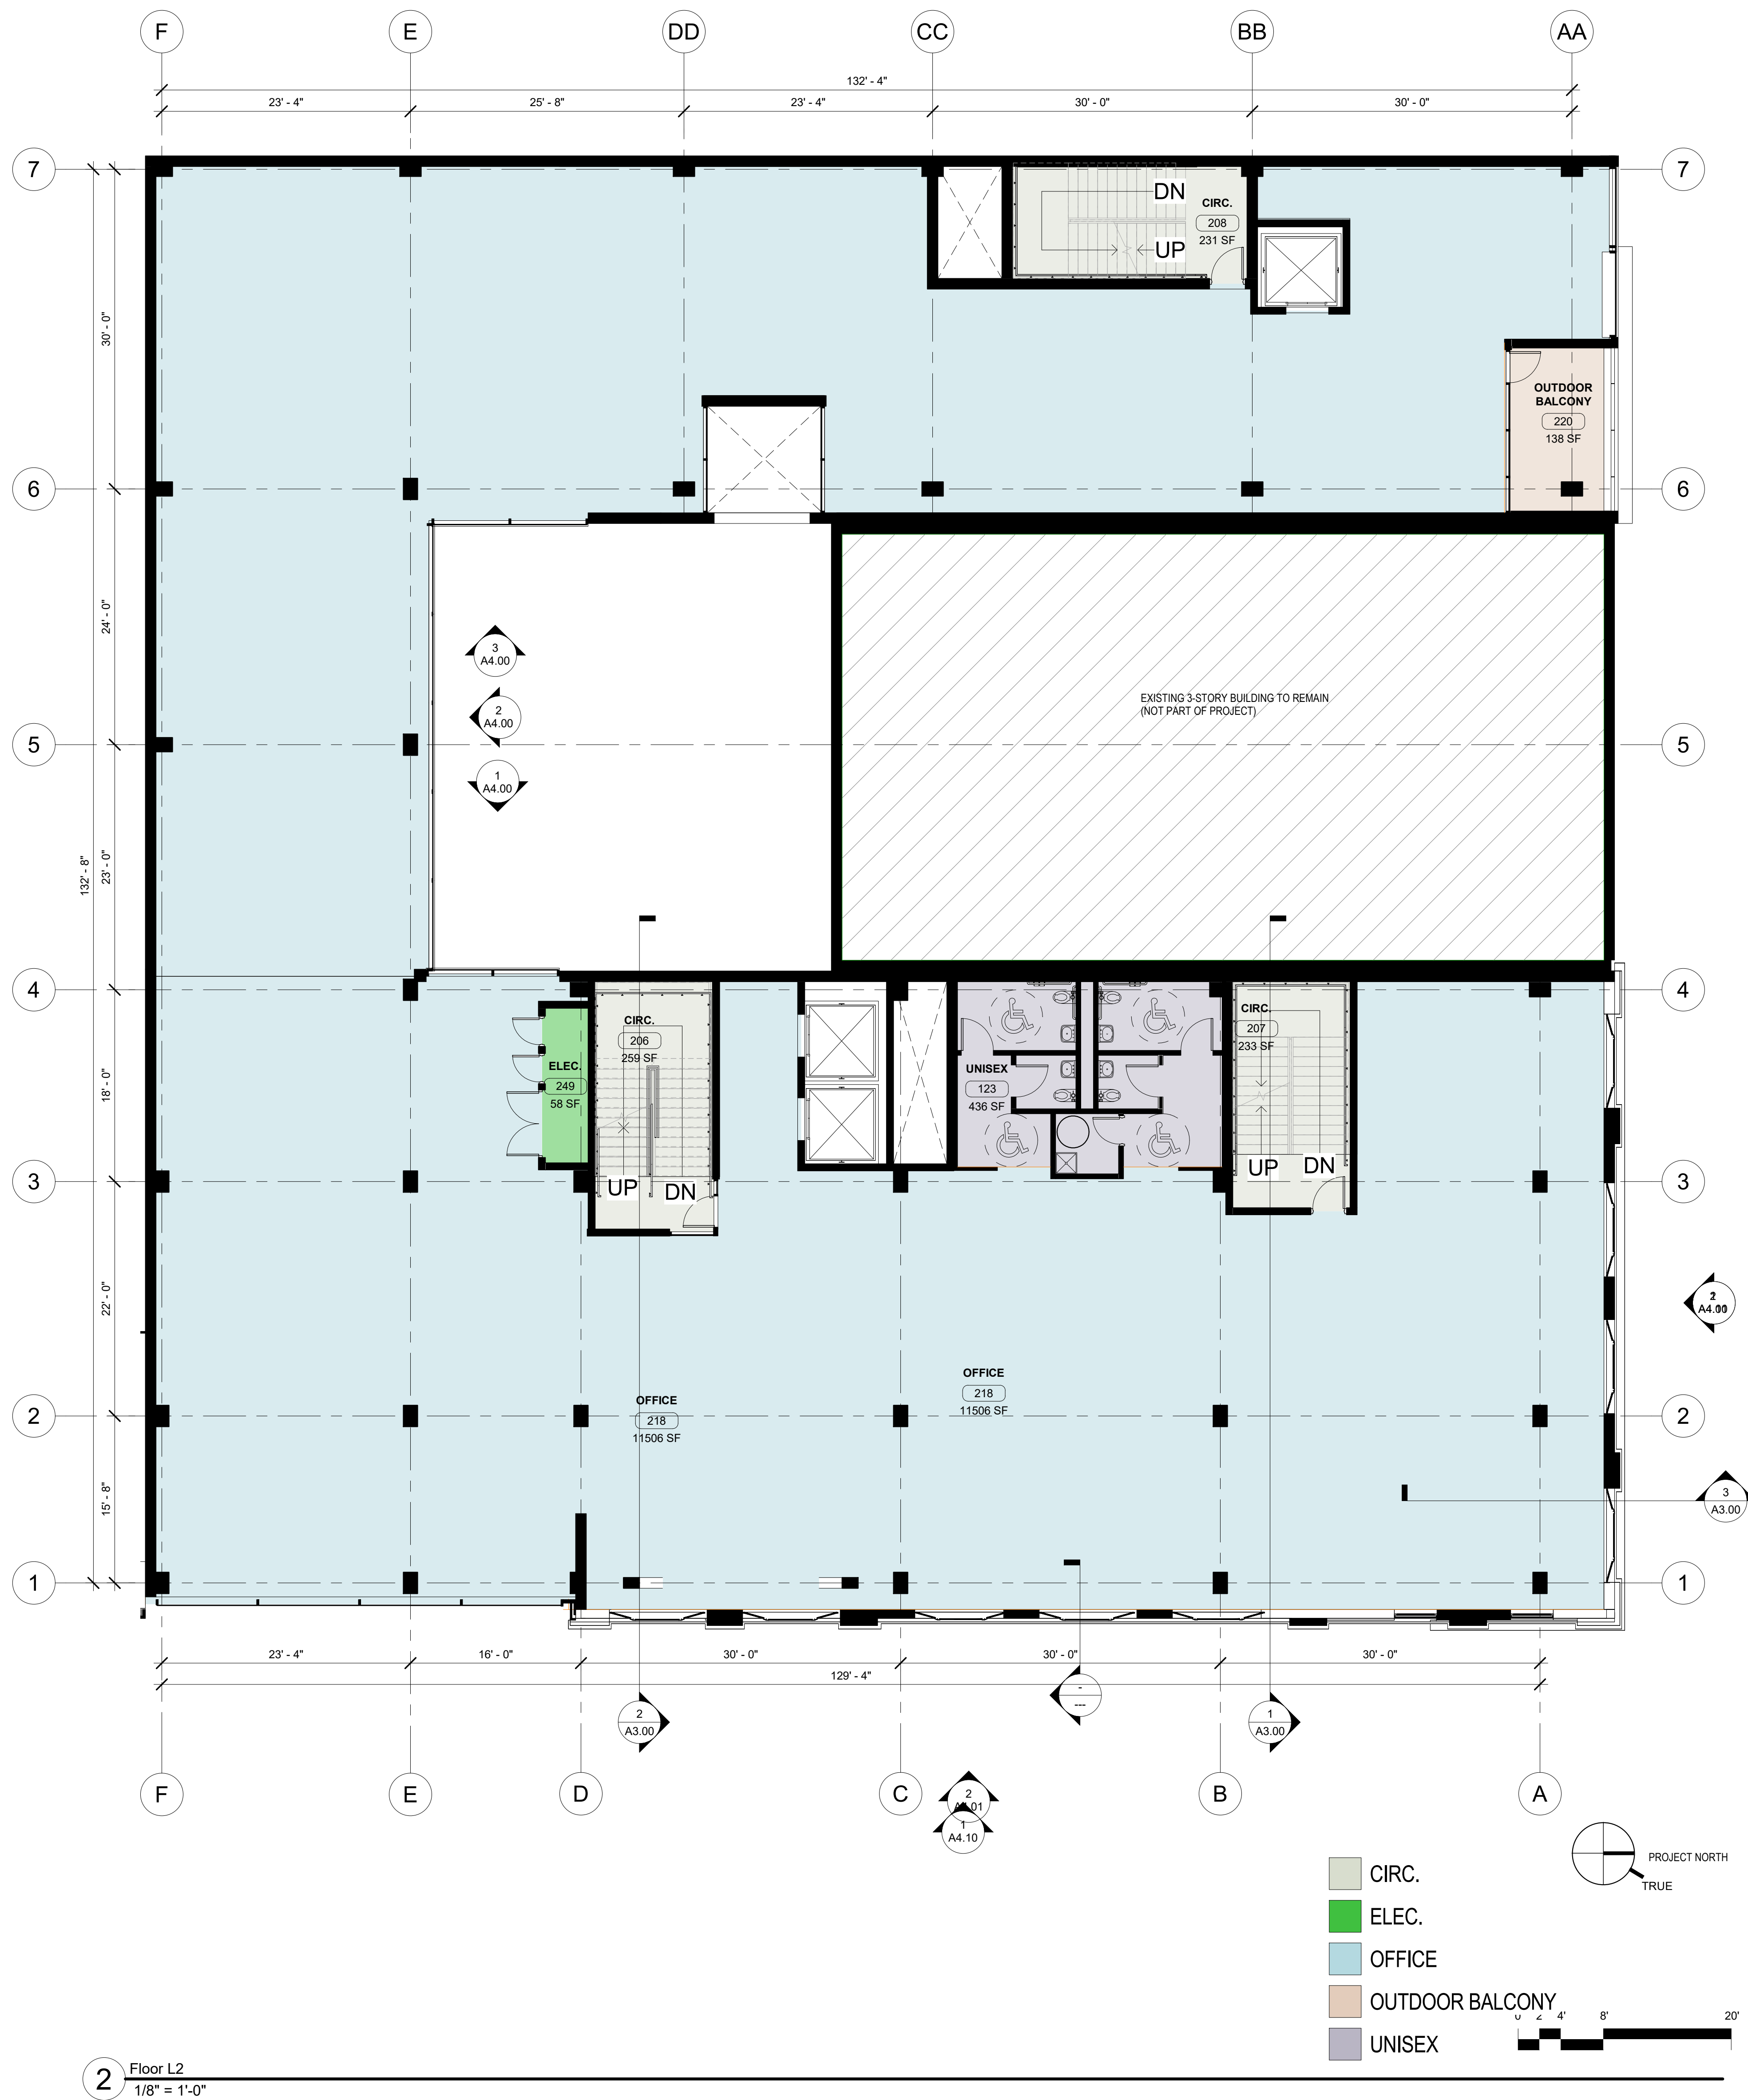 F E DD CC BB AA
132' - 4"
23' - 4" 25' - 8" 23' - 4" 30' - 0" 30' - 0"
7 7
DN
CIRC.
208
231 SF
UP
30' - 0"
OUTDOOR
BALCONY
220
138 SF
6 6
24' - 0"
3
A4.00
2
A4.00
EXISTING 3-STORY BUILDING TO REMAIN
(NOT PART OF PROJECT)
5 5
1
A4.00
132' - 8"
23' - 0"
4 4
CIRC.
206
259 SF
CIRC.
207
233 SF
ELEC.
249
58 SF
UNISEX
123
436 SF
18' - 0"
UP DN
UP DN
3 3
22' - 0"
OFFICE
218
11506 SF
OFFICE
218
11506 SF
2 2
15' - 8"
3
A3.00
1 1
23' - 4" 16' - 0" 30' - 0" 30' - 0" 30' - 0"
129' - 4"
-
---
2
A3.00
1
A3.00
F E D C B A
2
1
A4.10
PROJECT NORTH
TRUE
CIRC.
ELEC.
OFFICE
OUTDOOR BALCONY
UNISEX
0 2 4' 8' 20'
2 Floor L2
1/8" = 1'-0"